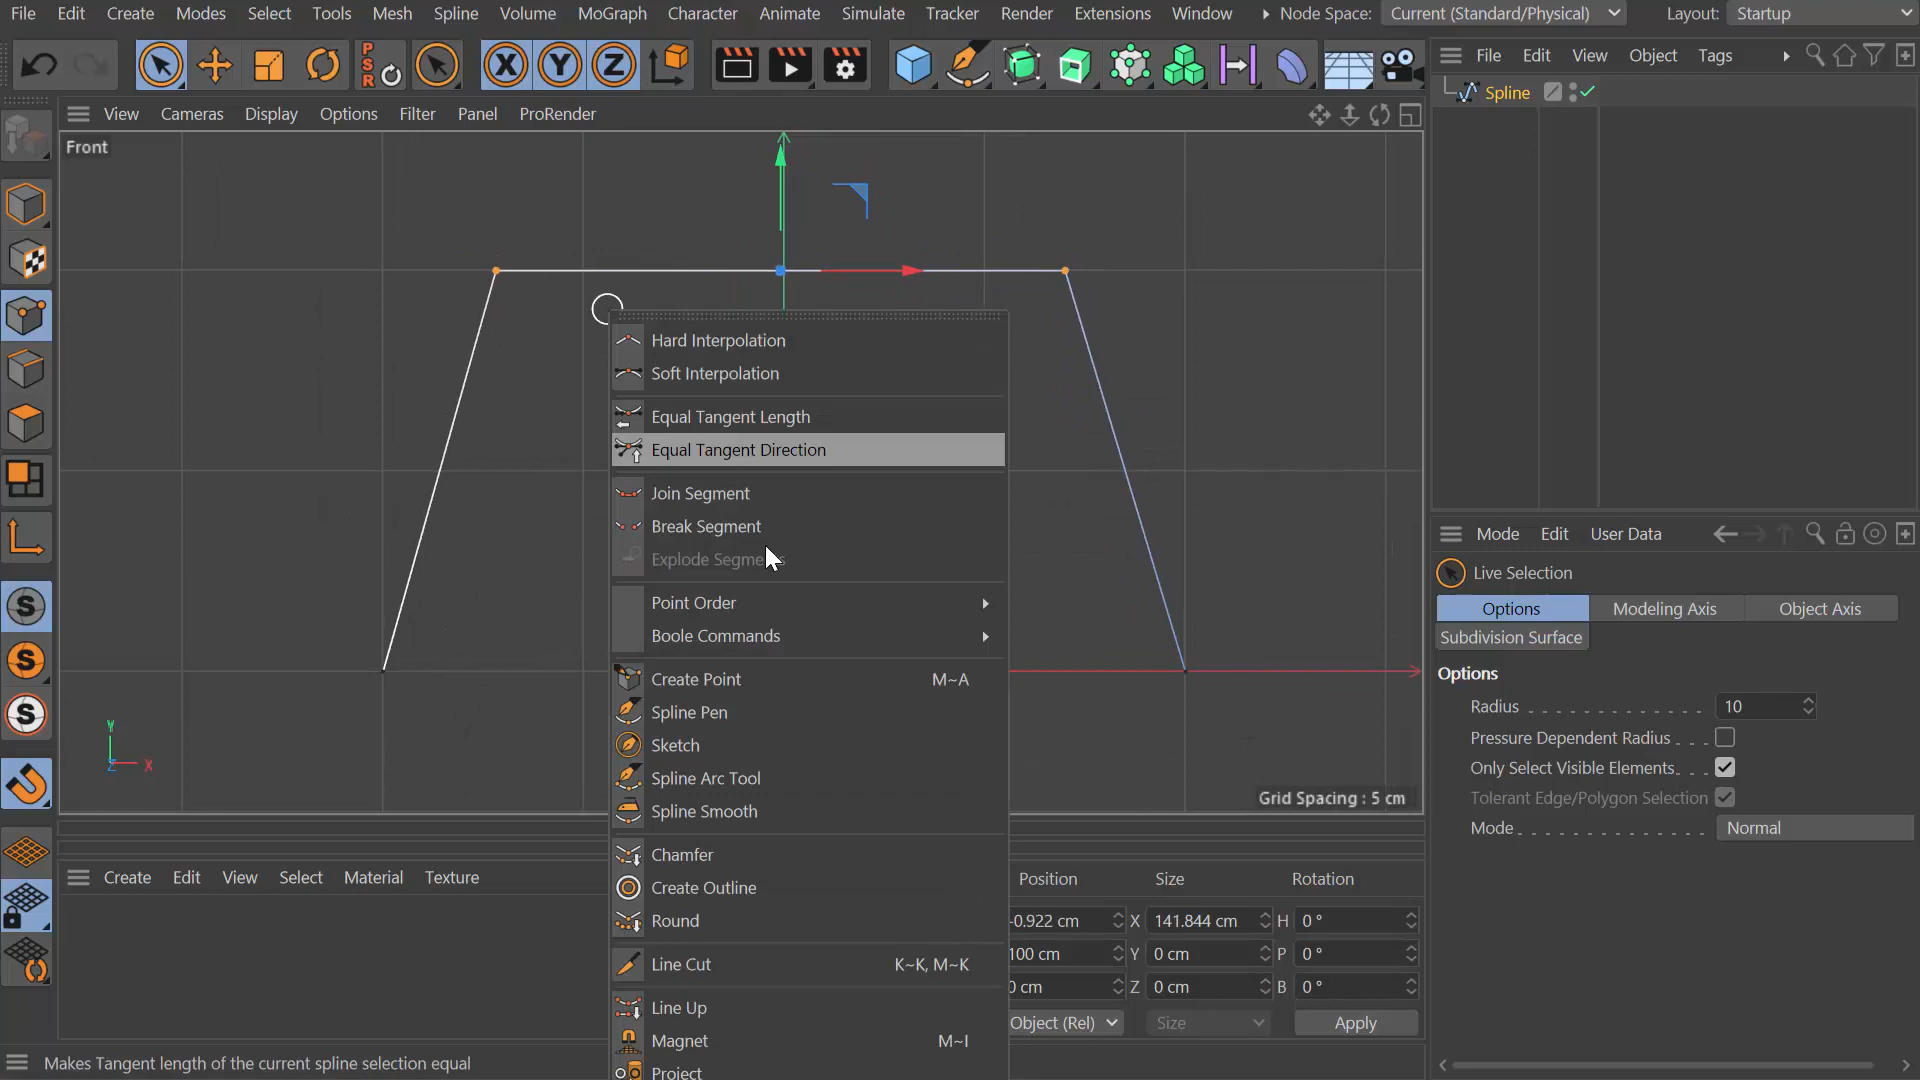 File Edit Create Modes Select Tools Mesh Spline Volume MoGraph Character Animate Simulate Tracker Render Extensions Window Node Space: Current (Standard/Physical) Layout: Startup
PSR X Y Z
File Edit View Object Tags
Spline
View Cameras Display Options Filter Panel ProRender
Front
Hard Interpolation
Soft Interpolation
Equal Tangent Length
Equal Tangent Direction
Join Segment
Break Segment
Explode Segme
Point Order
Boole Commands
Create Point M~A
Spline Pen
Sketch
Spline Arc Tool
Spline Smooth
Chamfer
Create Outline
Round
Line Cut K~K, M~K
Line Up
Magnet M~I
Project
S
S
S
Y
Z X
Grid Spacing : 5 cm
Mode Edit User Data
Live Selection
Options Modeling Axis Object Axis
Subdivision Surface
Options
Radius 10
Pressure Dependent Radius
Only Select Visible Elements
Tolerant Edge/Polygon Selection
Mode Normal
Create Edit View Select Material Texture
Position Size Rotation
-0.922 cm X 141.844 cm H 0 °
100 cm Y 0 cm P 0 °
0 cm Z 0 cm B 0 °
Object (Rel) Size Apply
Makes Tangent length of the current spline selection equal